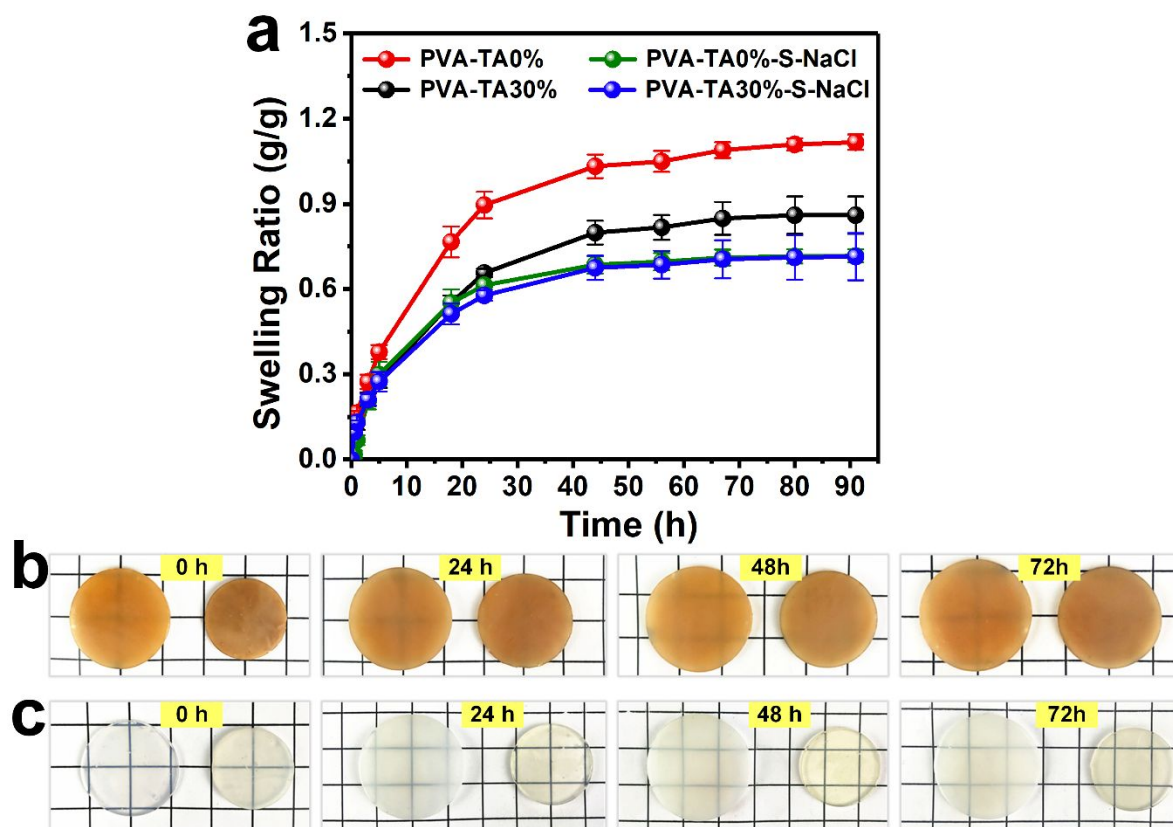 a
1.5
1.2
0.9
0.6
0.3
0.0
Swelling Ratio (g/g)
PVA-TA0% PVA-TA0%-S-NaCl
PVA-TA30% PVA-TA30%-S-NaCl
0 10 20 30 40 50 60 70 80 90
Time (h)
b
0 h 24 h 48h 72h
c
0 h 24 h 48 h 72h